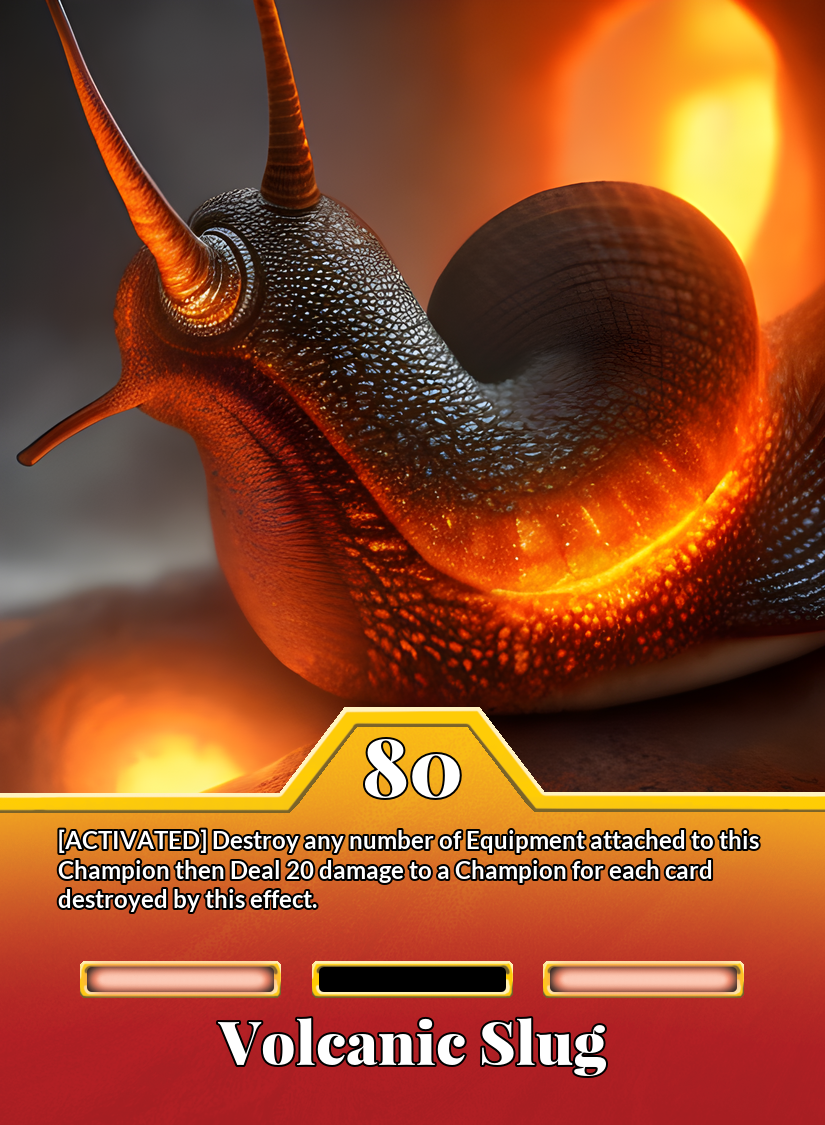 80
[ACTIVATED] Destroy any number of Equipment attached to this
Champion then Deal 20 damage to a Champion for each card
destroyed by this effect.
Volcanic Slug